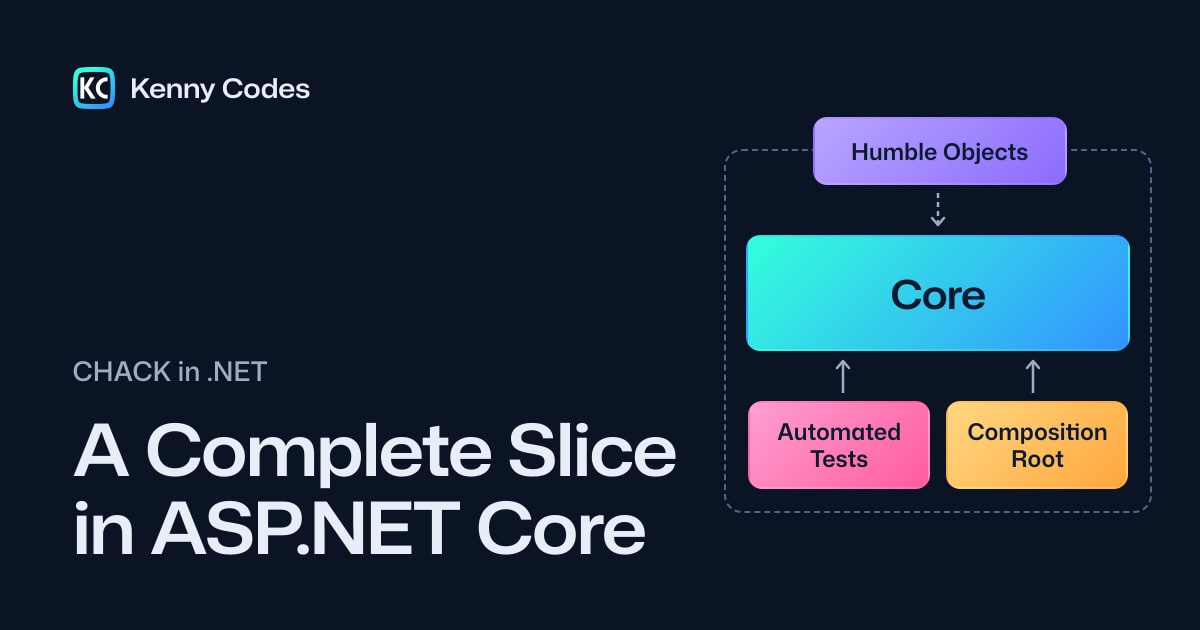 KC Kenny Codes
CHACK in .NET
A Complete Slice
in ASP.NET Core
Humble Objects
Core
Automated
Tests
Composition
Root